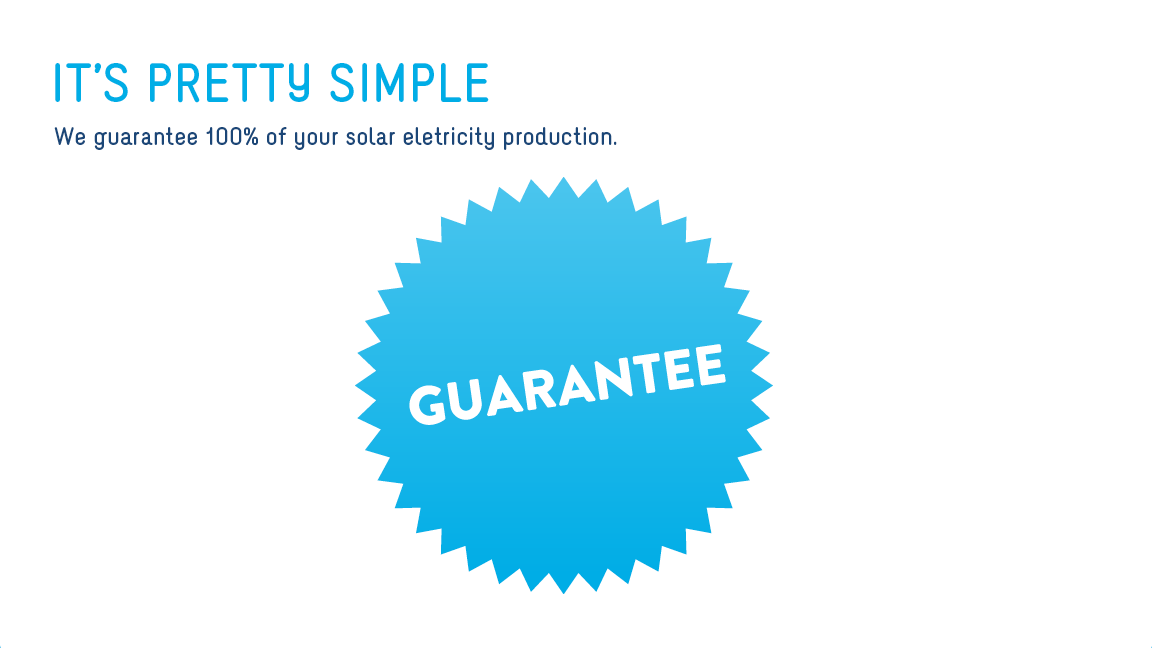 IT'S PRETTY SIMPLE
We guarantee 100% of your solar eletricity production.
GUARANTEE